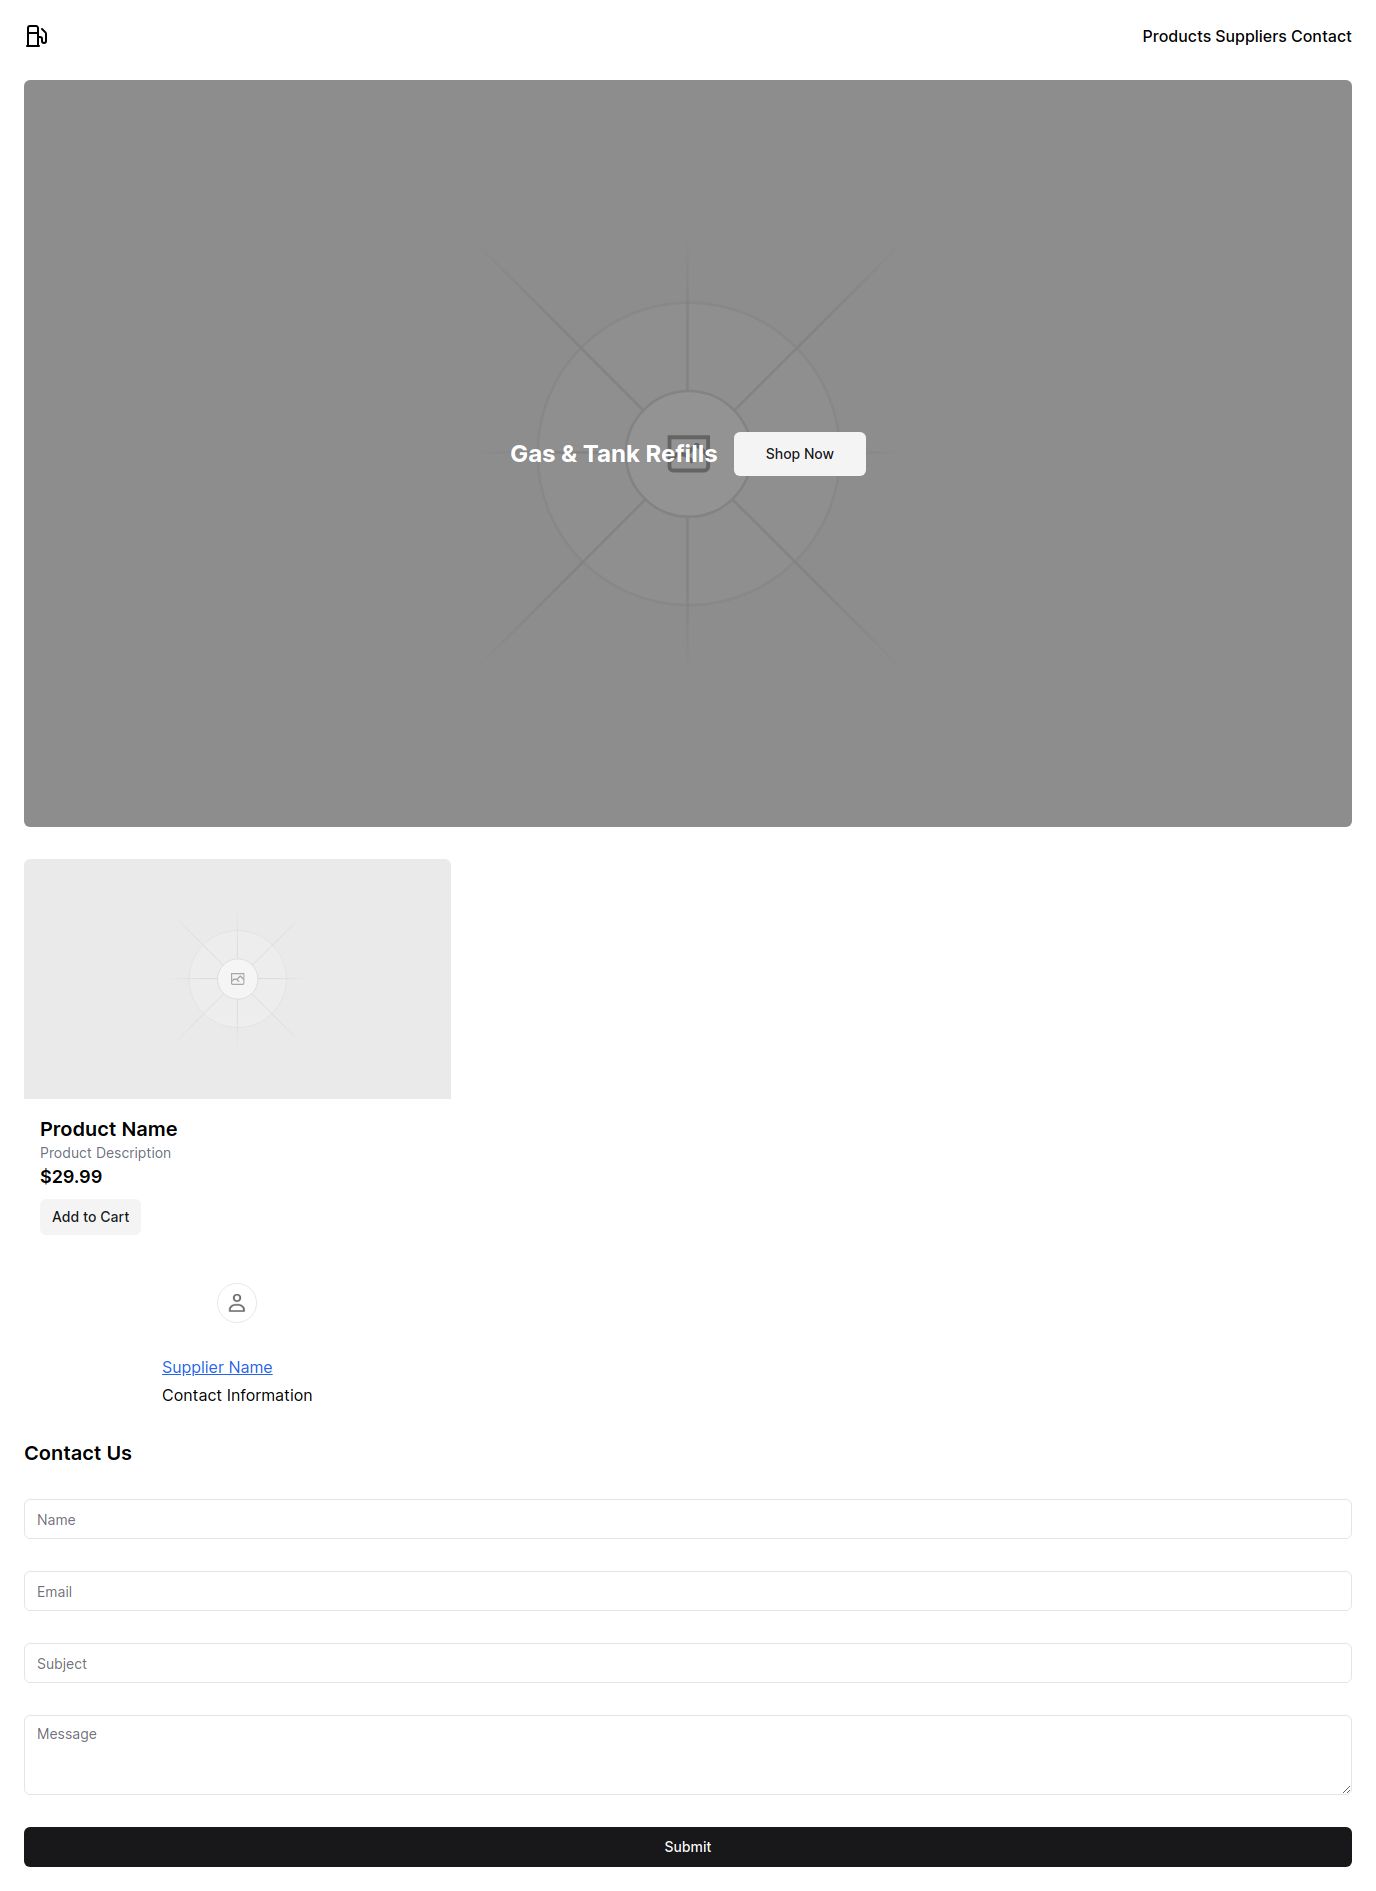 Products Suppliers Contact
Gas & Tank Refills
Shop Now
Product Name
Product Description
$29.99
Add to Cart
Supplier Name
Contact Information
Contact Us
Name
Email
Subject
Message
Submit